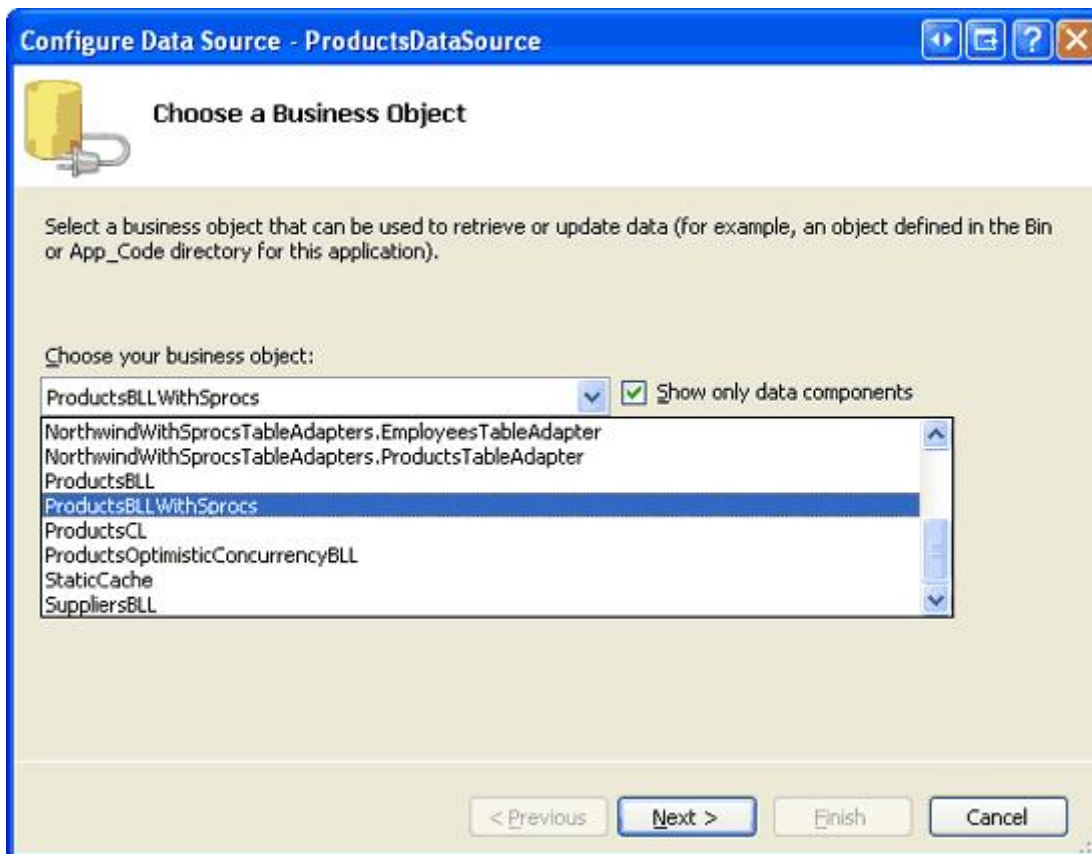 Configure Data Source - ProductsDataSource
Choose a Business Object
Select a business object that can be used to retrieve or update data (for example, an object defined in the Bin
or App_Code directory for this application).
Choose your business object:
ProductsBLLWithSprocs
Show only data components
NorthwindWithSprocsTableAdapters.EmployeesTableAdapter
NorthwindWithSprocsTableAdapters.ProductsTableAdapter
ProductsBLL
ProductsBLLWithSprocs
ProductsCL
ProductsOptimisticConcurrencyBLL
StaticCache
SuppliersBLL
< Previous
Next >
Finish
Cancel